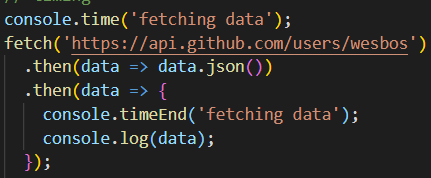 // timing
console.time('fetching data');
fetch('https://api.github.com/users/wesbos')
  .then(data => data.json())
  .then(data => {
    console.timeEnd('fetching data');
    console.log(data);
  });